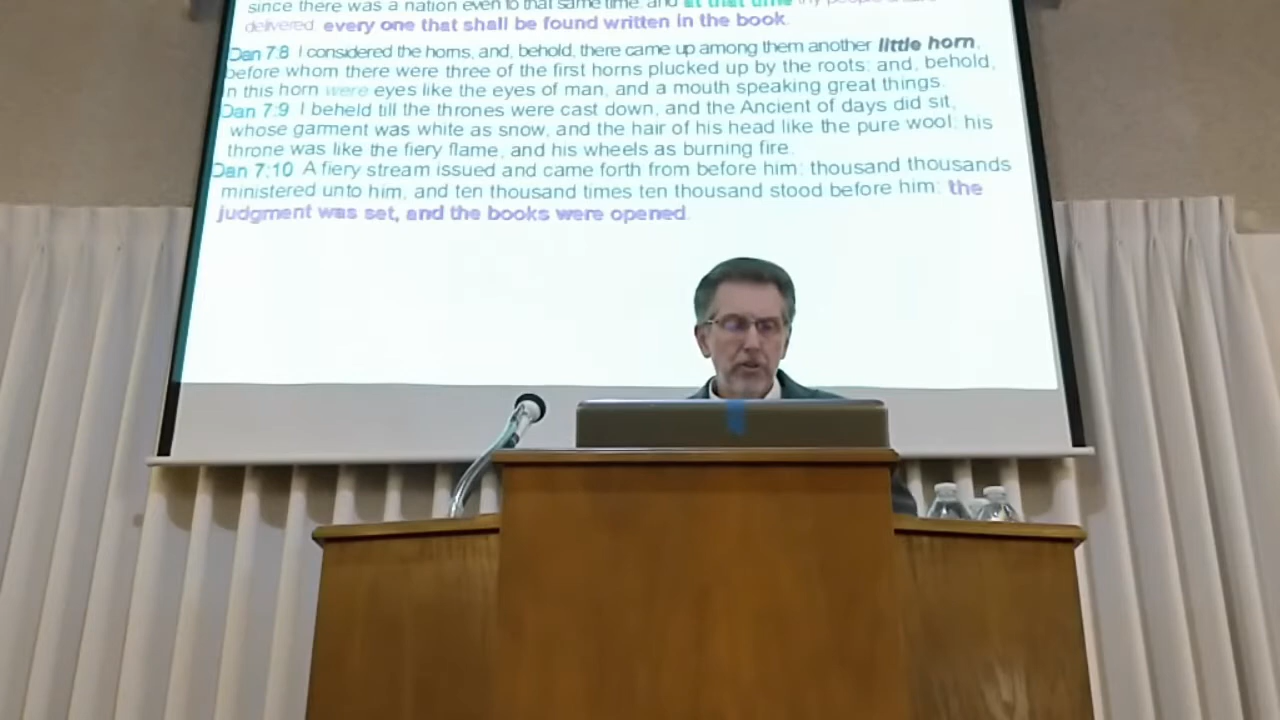 since there was a nation even to that same time: and at that time thy people
delivered, every one that shall be found written in the book.
Dan 7:8 I considered the horns, and, behold, there came up among them another little horn,
before whom there were three of the first horns plucked up by the roots: and, behold,
in this horn were eyes like the eyes of man, and a mouth speaking great things.
Dan 7:9 I beheld till the thrones were cast down, and the Ancient of days did sit,
whose garment was white as snow, and the hair of his head like the pure wool: his
throne was like the fiery flame, and his wheels as burning fire.
Dan 7:10 A fiery stream issued and came forth from before him: thousand thousands
ministered unto him, and ten thousand times ten thousand stood before him: the
judgment was set, and the books were opened.